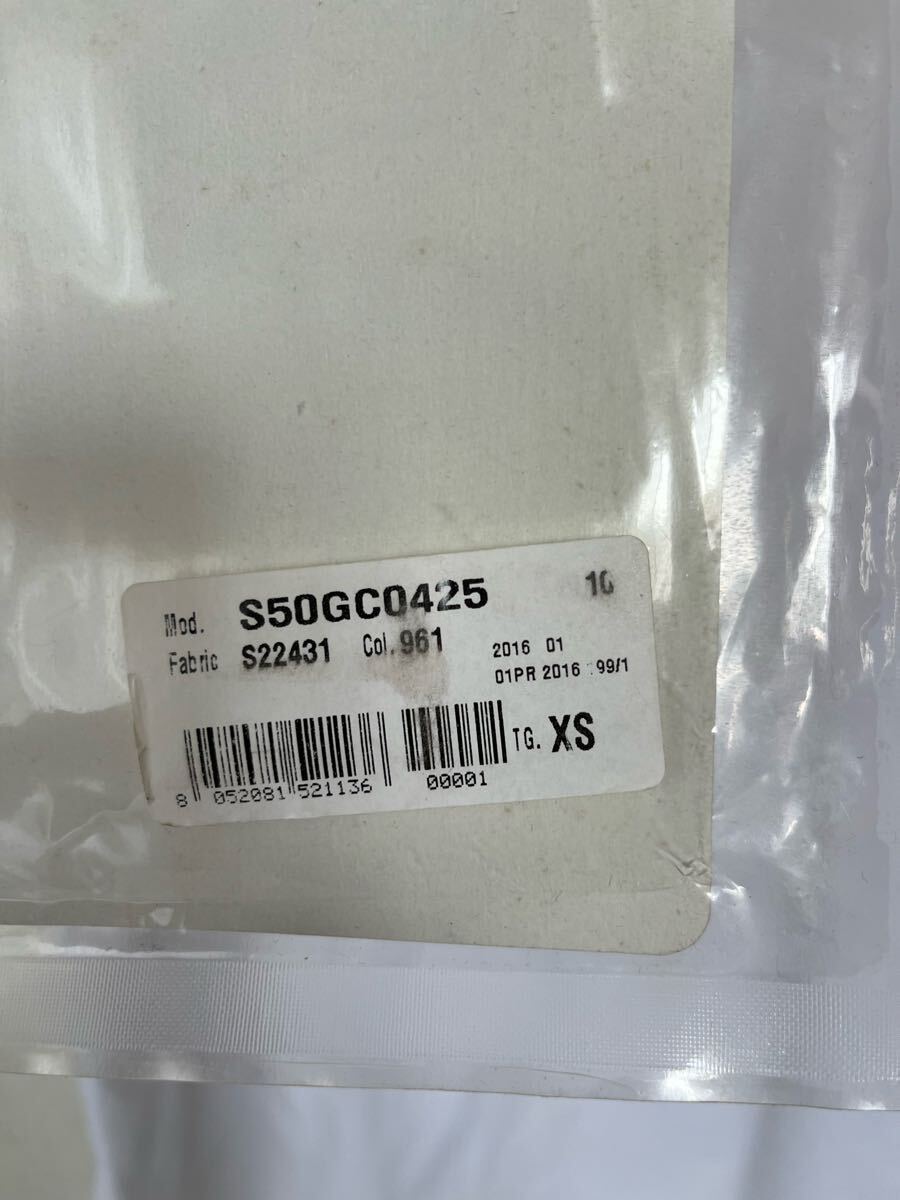 Mod. S50GC0425 10
Fabric S22431 Col. 961 2016 01
01PR 2016 99/1
TG. XS
8 052081 521136 00001